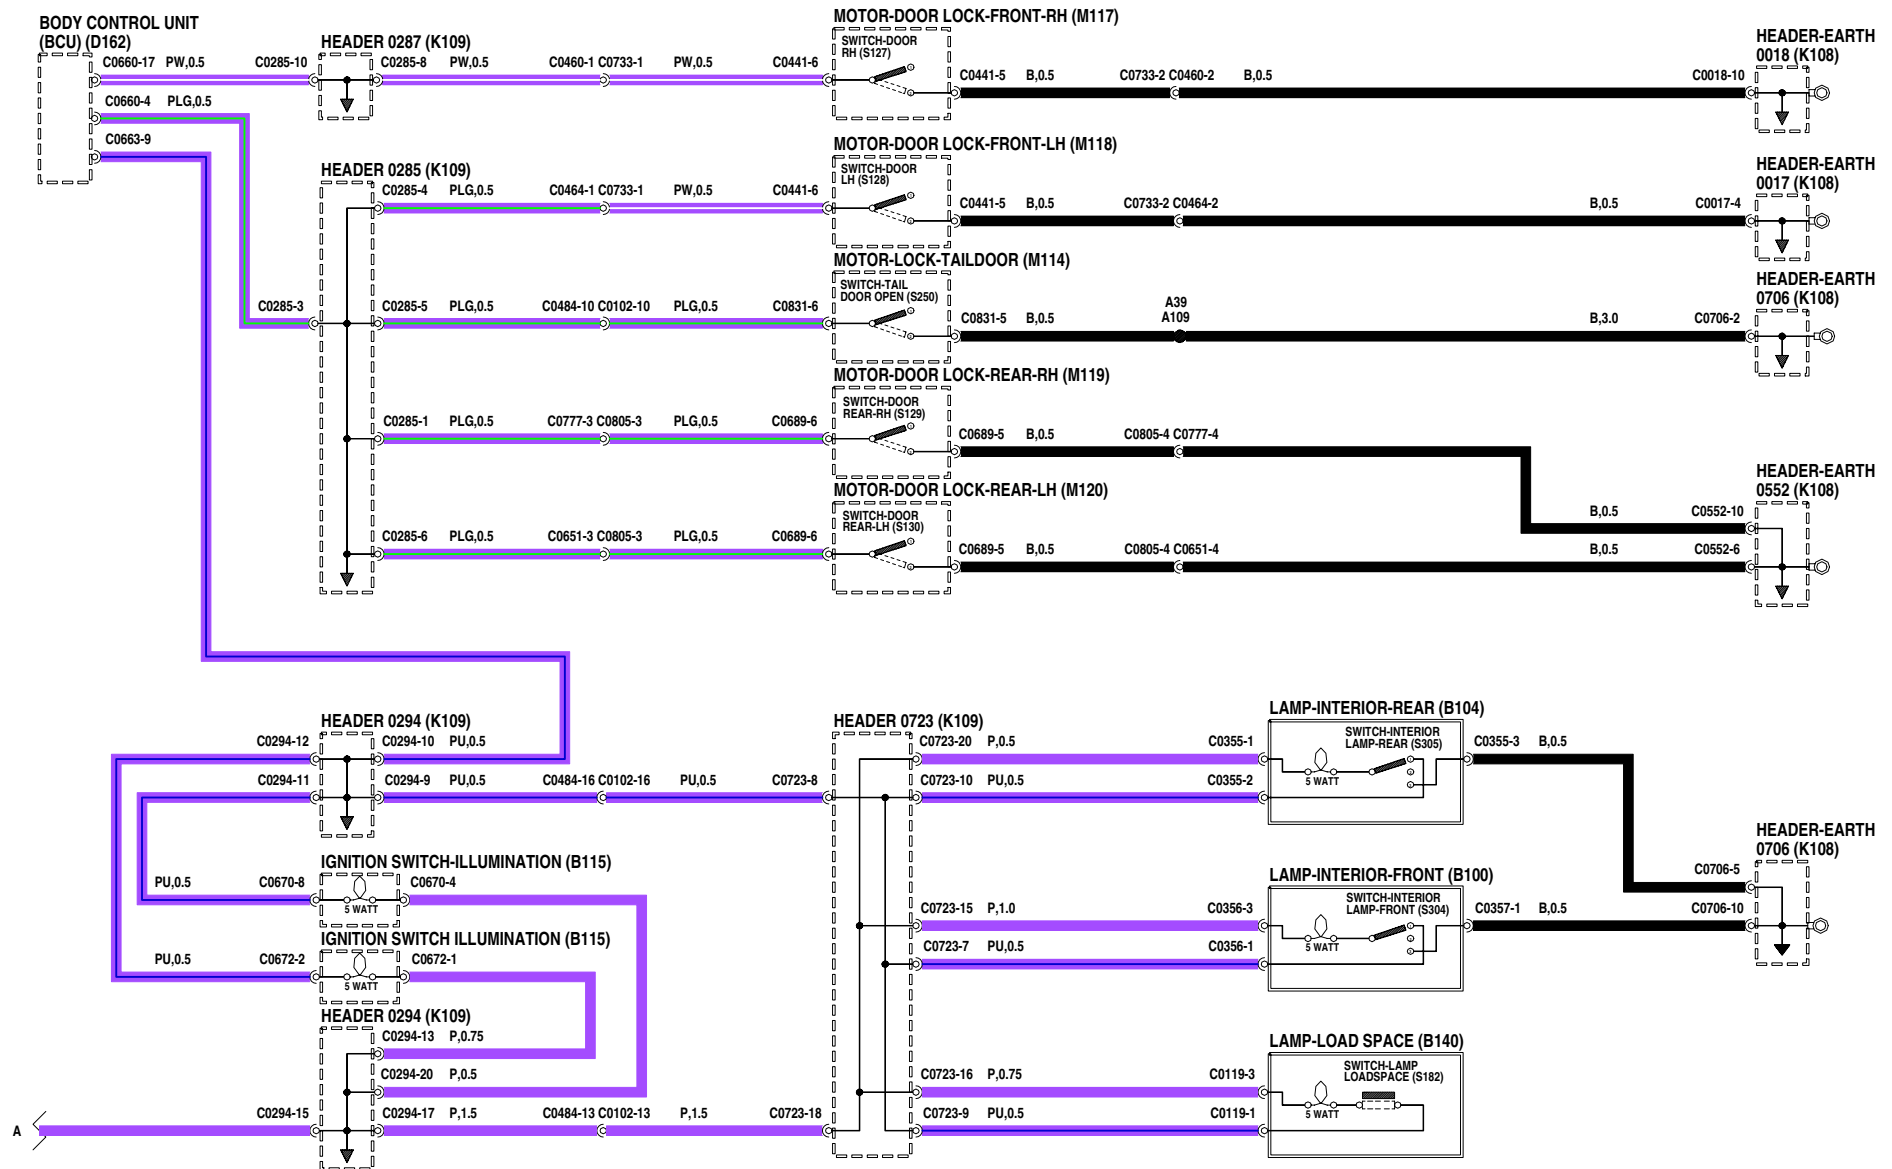 BODY CONTROL UNIT
(BCU) (D162)
C0660-17 PW,0.5 C0285-10
C0660-4 PLG,0.5
C0663-9
HEADER 0287 (K109)
C0285-8 PW,0.5 C0460-1 C0733-1 PW,0.5 C0441-6
MOTOR-DOOR LOCK-FRONT-RH (M117)
SWITCH-DOOR
RH (S127)
C0441-5 B,0.5 C0733-2 C0460-2 B,0.5 C0018-10
HEADER-EARTH
0018 (K108)
HEADER 0285 (K109)
C0285-4 PLG,0.5 C0464-1 C0733-1 PW,0.5 C0441-6
MOTOR-DOOR LOCK-FRONT-LH (M118)
SWITCH-DOOR
LH (S128)
C0441-5 B,0.5 C0733-2 C0464-2 B,0.5 C0017-4
HEADER-EARTH
0017 (K108)
C0285-3
C0285-5 PLG,0.5 C0484-10 C0102-10 PLG,0.5 C0831-6
MOTOR-LOCK-TAILDOOR (M114)
SWITCH-TAIL
DOOR OPEN (S250)
A39
C0831-5 B,0.5 A109 B,3.0 C0706-2
HEADER-EARTH
0706 (K108)
C0285-1 PLG,0.5 C0777-3 C0805-3 PLG,0.5 C0689-6
MOTOR-DOOR LOCK-REAR-RH (M119)
SWITCH-DOOR
REAR-RH (S129)
C0689-5 B,0.5 C0805-4 C0777-4
B,0.5 C0552-10
HEADER-EARTH
0552 (K108)
C0285-6 PLG,0.5 C0651-3 C0805-3 PLG,0.5 C0689-6
MOTOR-DOOR LOCK-REAR-LH (M120)
SWITCH-DOOR
REAR-LH (S130)
C0689-5 B,0.5 C0805-4 C0651-4 B,0.5 C0552-6
HEADER 0294 (K109)
C0294-12 C0294-10 PU,0.5
C0294-11 C0294-9 PU,0.5 C0484-16 C0102-16 PU,0.5 C0723-8
HEADER 0723 (K109)
C0723-20 P,0.5 C0355-1
C0723-10 PU,0.5 C0355-2
LAMP-INTERIOR-REAR (B104)
SWITCH-INTERIOR
LAMP-REAR (S305)
5 WATT
C0355-3 B,0.5
IGNITION SWITCH-ILLUMINATION (B115)
PU,0.5 C0670-8 C0670-4
5 WATT
IGNITION SWITCH ILLUMINATION (B115)
PU,0.5 C0672-2 C0672-1
5 WATT
C0723-15 P,1.0 C0356-3
C0723-7 PU,0.5 C0356-1
LAMP-INTERIOR-FRONT (B100)
SWITCH-INTERIOR
LAMP-FRONT (S304)
5 WATT
C0357-1 B,0.5 C0706-10
C0706-5
HEADER-EARTH
0706 (K108)
HEADER 0294 (K109)
C0294-13 P,0.75
C0294-20 P,0.5
A C0294-15 C0294-17 P,1.5 C0484-13 C0102-13 P,1.5 C0723-18
C0723-16 P,0.75 C0119-3
C0723-9 PU,0.5 C0119-1
LAMP-LOAD SPACE (B140)
SWITCH-LAMP
LOADSPACE (S182)
5 WATT